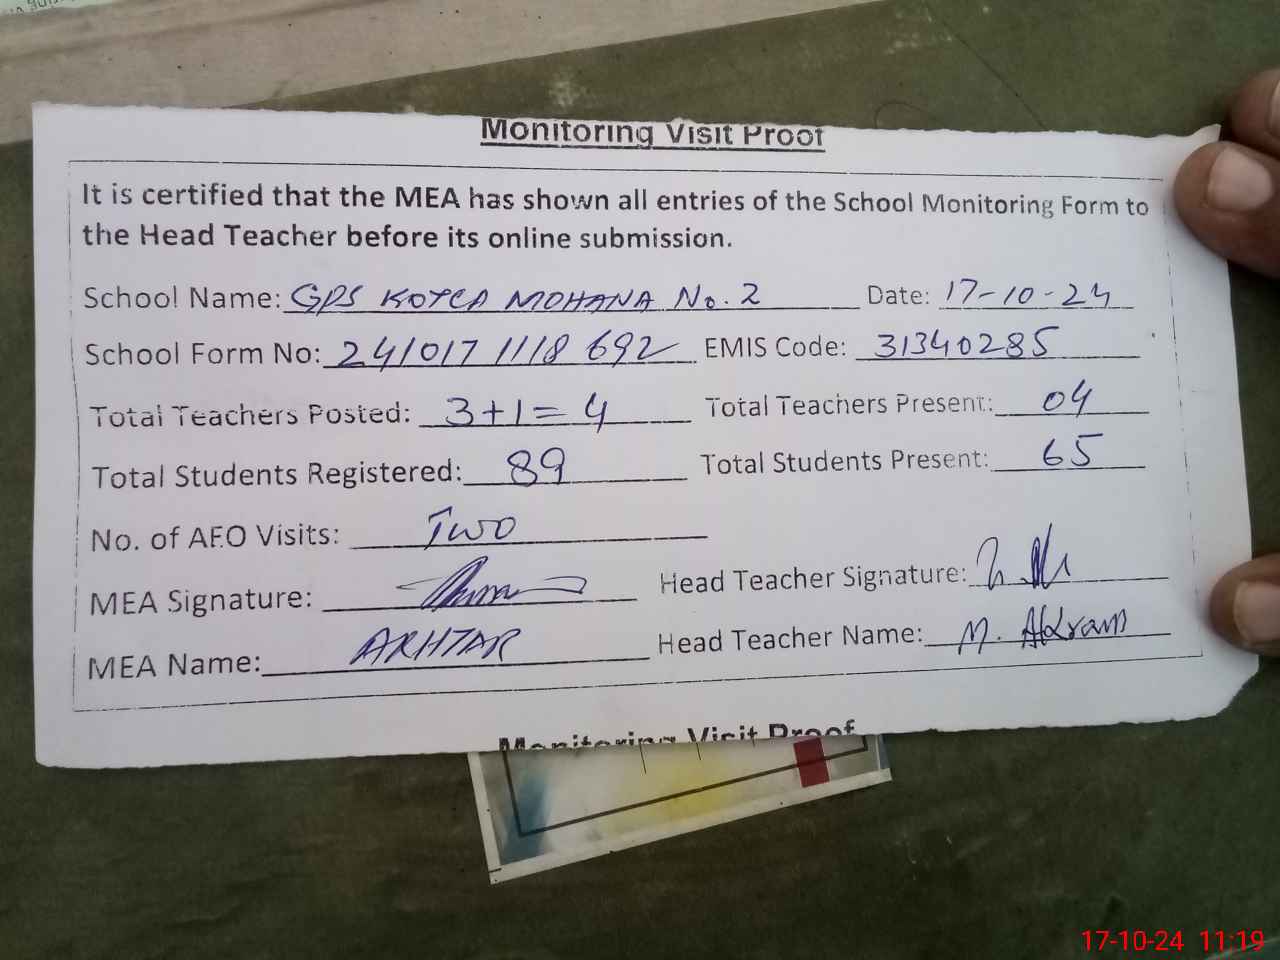 Monitoring Visit Proof
It is certified that the MEA has shown all entries of the School Monitoring Form to
the Head Teacher before its online submission.
School Name: GPS KOTLA MOHANA No. 2 Date: 17-10-24
School Form No: 241017 1118 692 EMIS Code: 31340285
Total Teachers Posted: 3+1=4 Total Teachers Present: 04
Total Students Registered: 89 Total Students Present: 65
No. of AEO Visits: TWO
MEA Signature: Head Teacher Signature:
MEA Name: AKHTAR Head Teacher Name: M. Akram
Monitoring Visit Proof
17-10-24 11:19